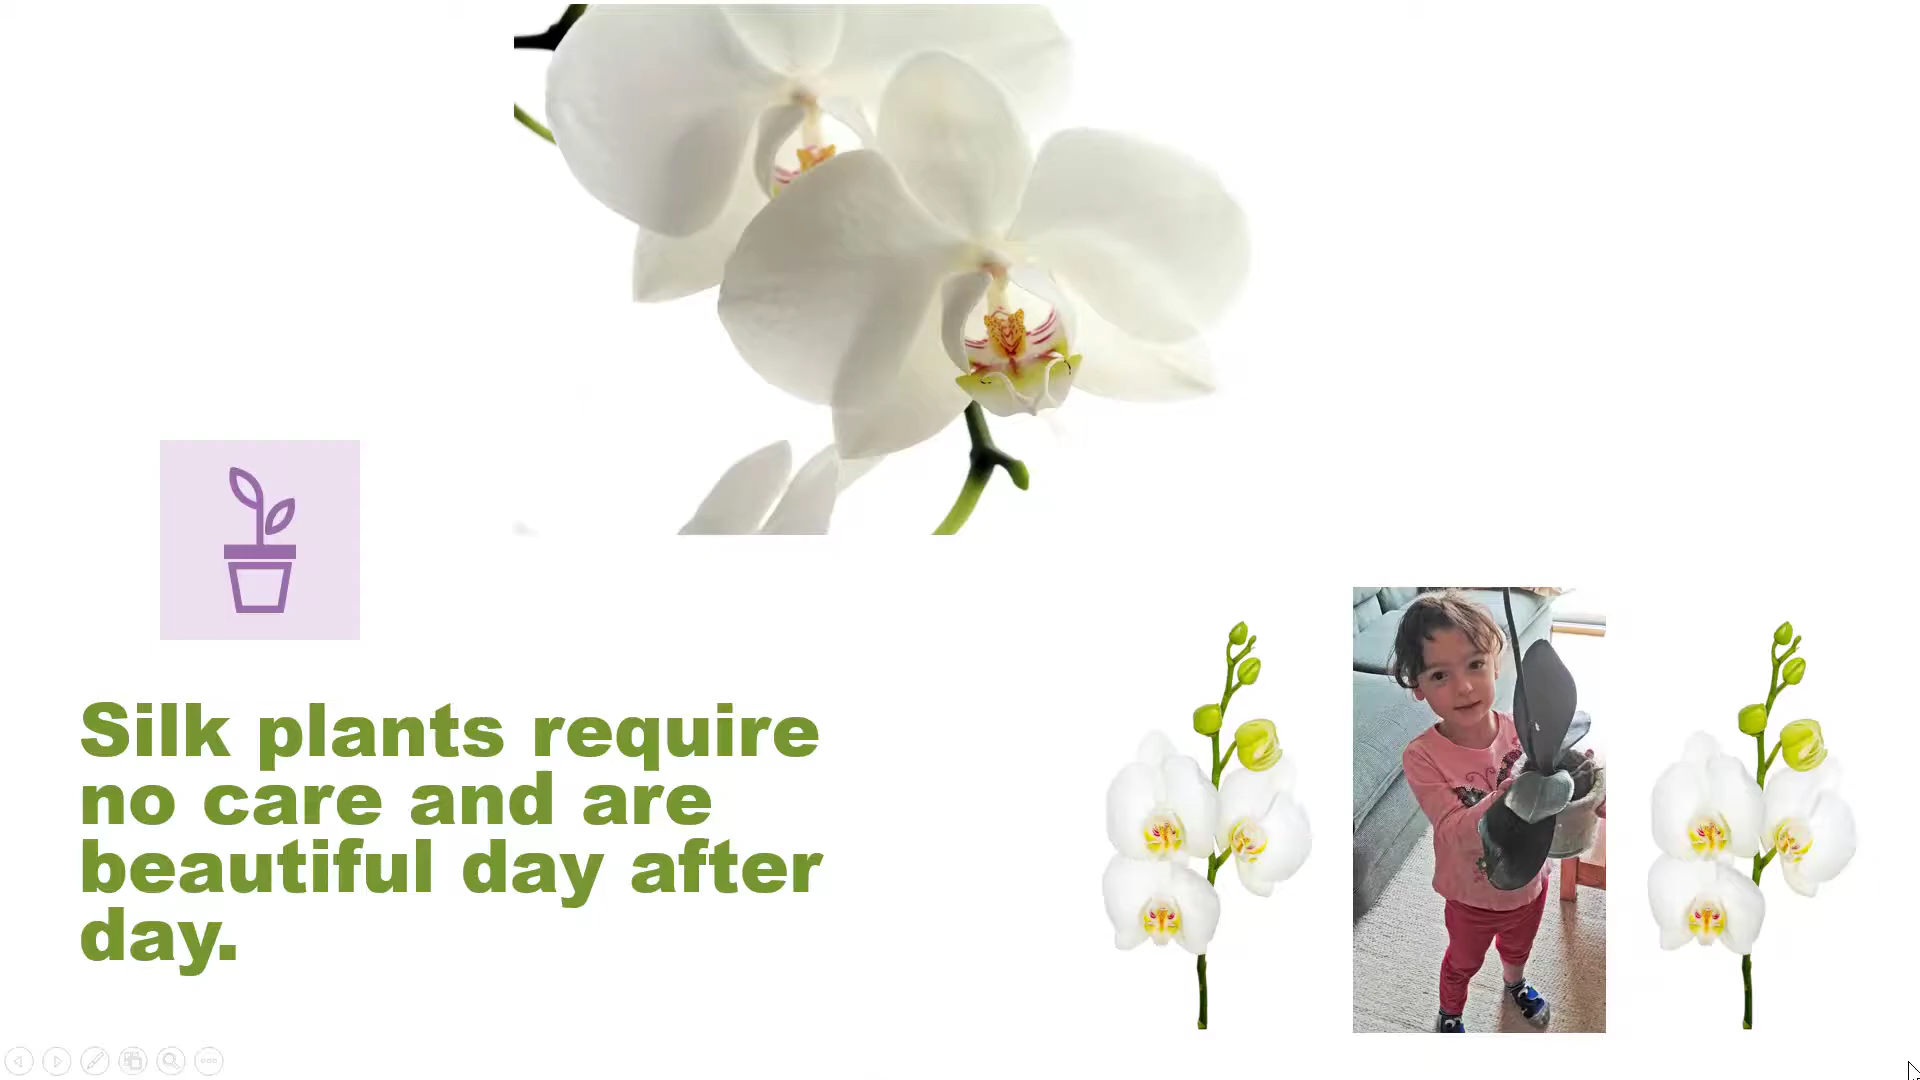 Silk plants require
no care and are
beautiful day after
day.